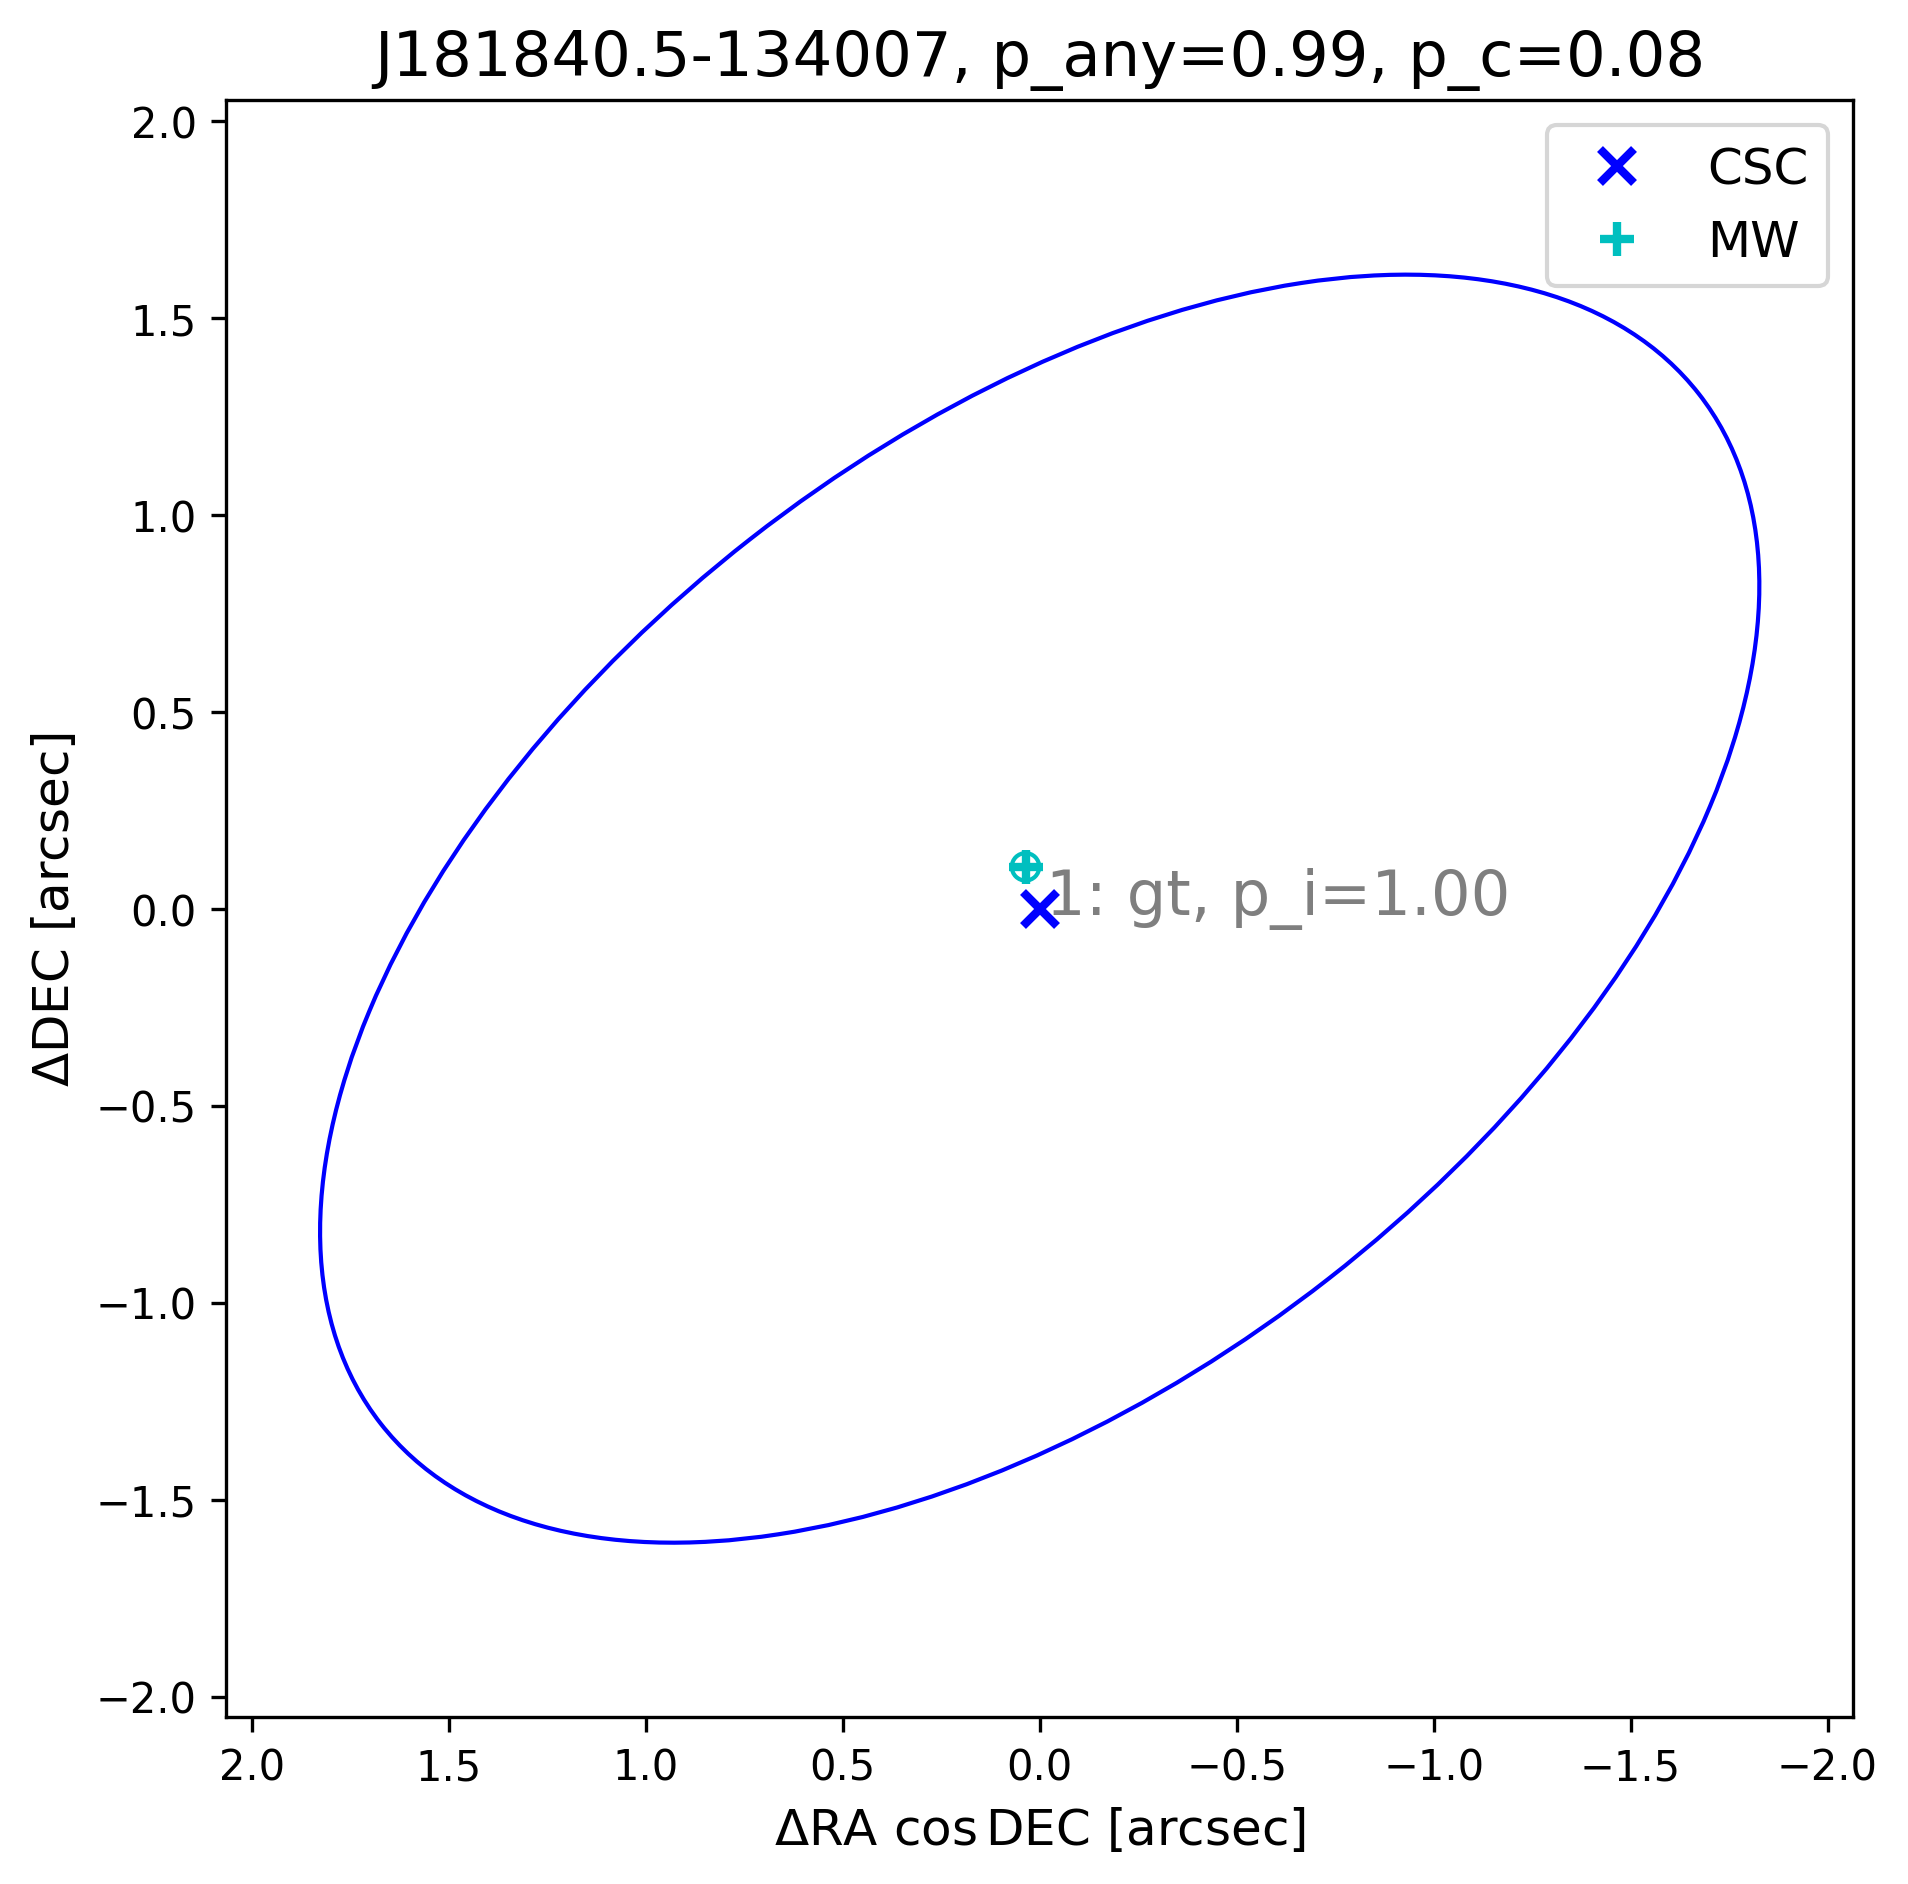 J181840.5-134007, p_any=0.99, p_c=0.08
CSC
MW
2.0
1.5
1.0
0.5
0.0
−0.5
−1.0
−1.5
−2.0
ΔDEC [arcsec]
1: gt, p_i=1.00
2.0 1.5 1.0 0.5 0.0 −0.5 −1.0 −1.5 −2.0
ΔRA cos DEC [arcsec]